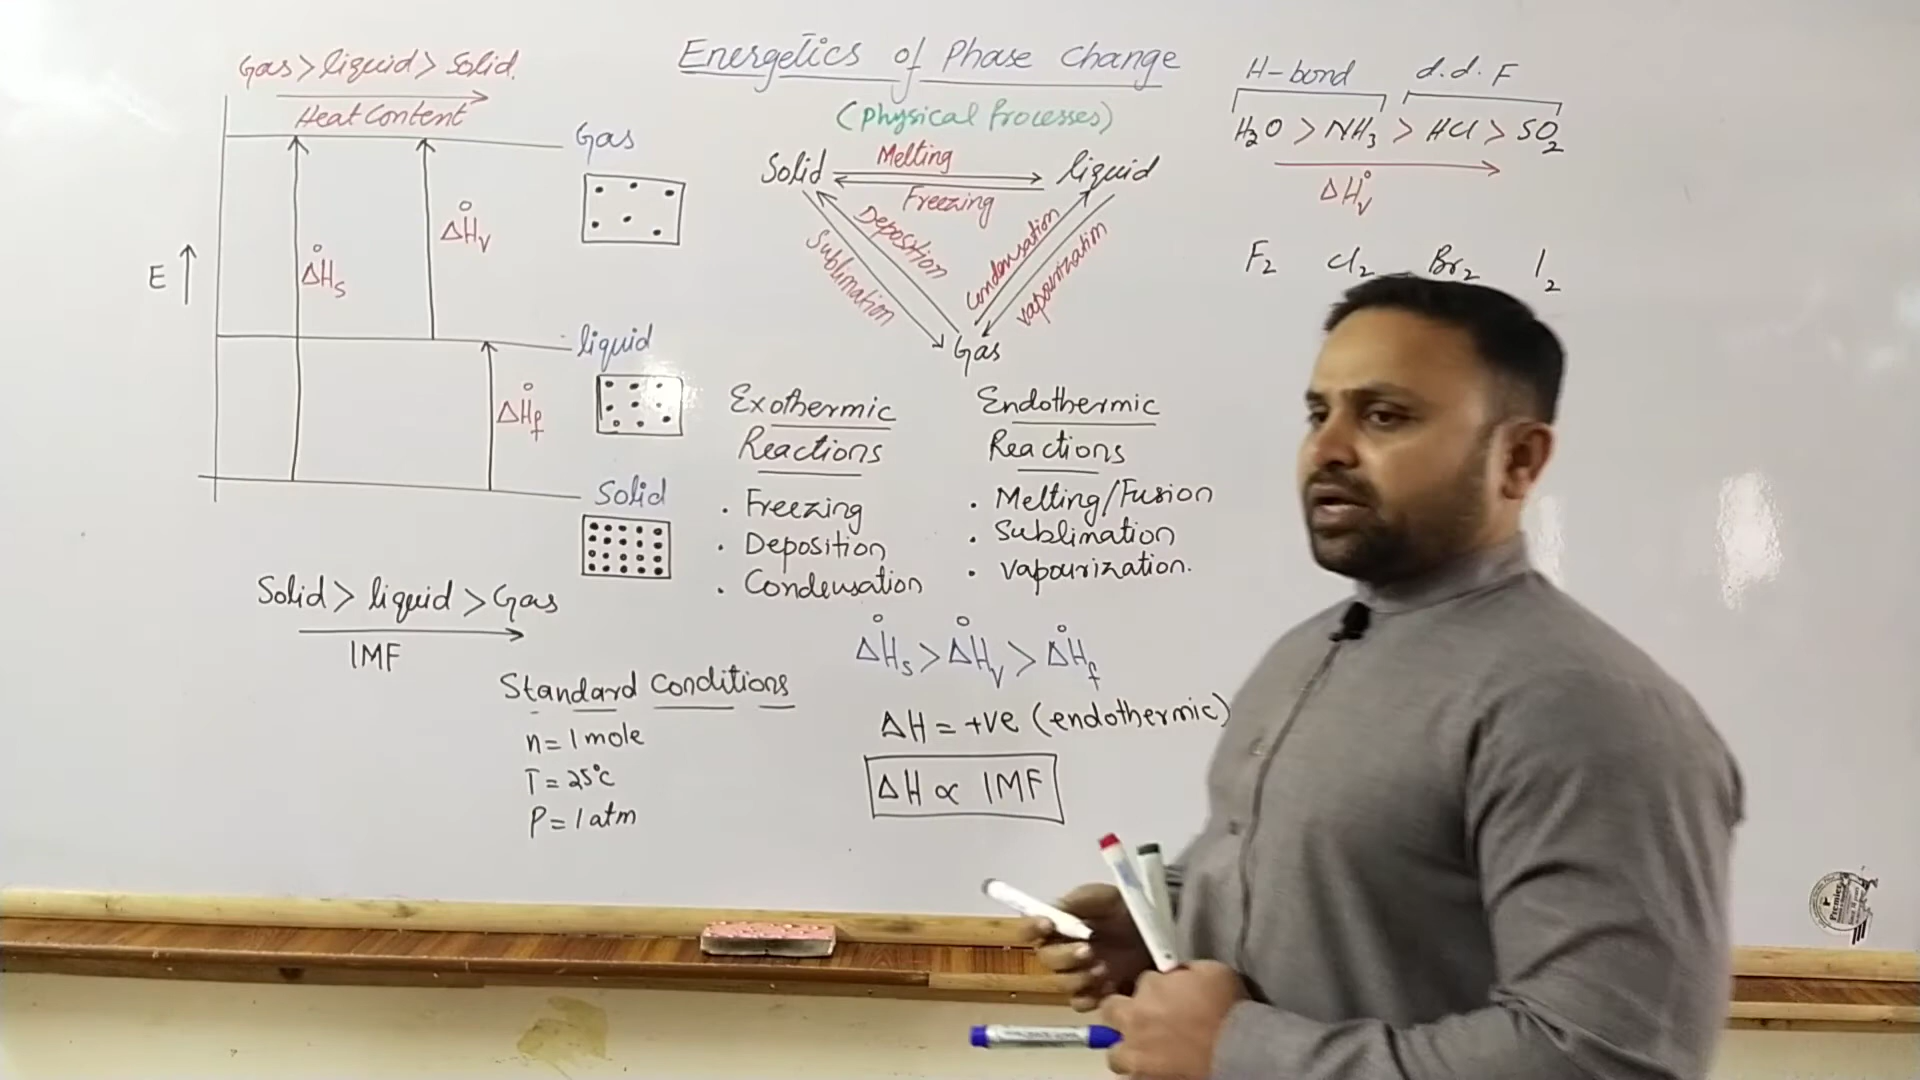 Energetics of Phase Change
(Physical Processes)
Gas > liquid > Solid.
Heat Content
Gas
ΔH°s
ΔH°v
E ↑
liquid
ΔH°f
Solid
Solid > liquid > Gas
IMF
Standard Conditions
n = 1 mole
T = 25°C
P = 1 atm
Solid Melting liquid
Freezing
Deposition
Sublimation
Condensation
vapourization
Gas
Exothermic
Reactions
. Freezing
. Deposition
. Condensation
Endothermic
Reactions
. Melting/Fusion
. Sublimation
. vapourization.
ΔH°s > ΔH°v > ΔH°f
ΔH = +ve (endothermic)
ΔH ∝ IMF
H-bond d.d.F
H₂O > NH₃ > HCl > SO₂
ΔH°v
F₂ Cl₂ Br₂ I₂
Premier